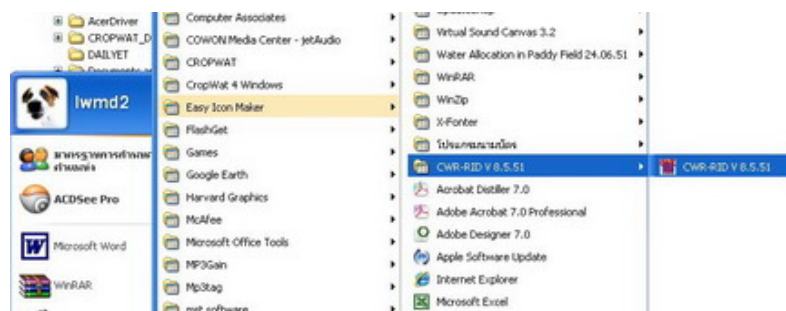 AcerDriver
CROPWAT_D
DAILYET
lwmd2
ACDSee Pro
Microsoft Word
WinRAR
Computer Associates
COWON Media Center - jetAudio
CROPWAT
CropWat 4 Windows
Easy Icon Maker
FlashGet
Games
Google Earth
Harvard Graphics
McAfee
Microsoft Office Tools
MP3Gain
Mp3tag
mst software
Virtual Sound Canvas 3.2
Water Allocation in Paddy Field 24.06.51
WinRAR
WinZip
X-Fonter
CWR-RID V 8.5.51
Acrobat Distiller 7.0
Adobe Acrobat 7.0 Professional
Adobe Designer 7.0
Apple Software Update
Internet Explorer
Microsoft Excel
CWR-RID V 8.5.51